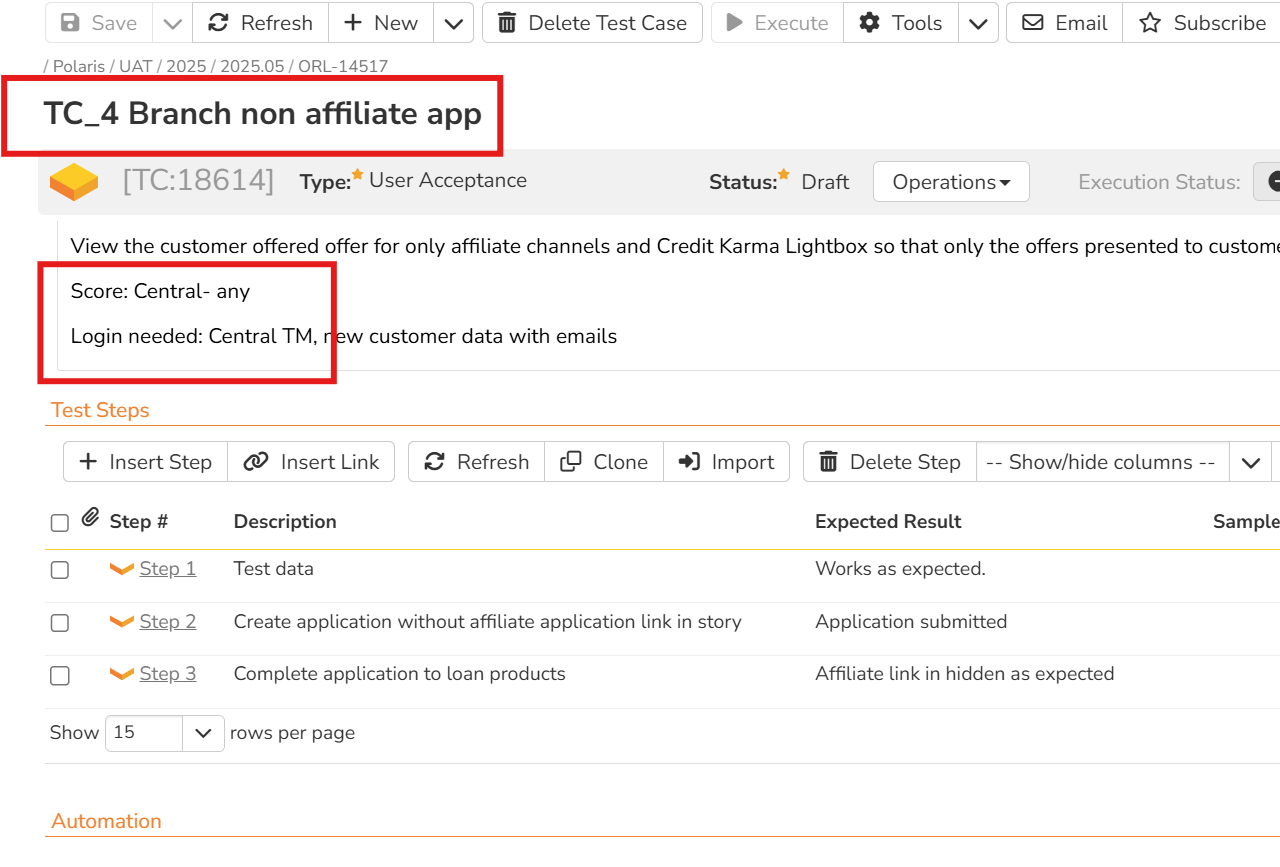 Save Refresh + New Delete Test Case Execute Tools Email Subscribe
/ Polaris / UAT / 2025 / 2025.05 / ORL-14517
TC_4 Branch non affiliate app
[TC:18614] Type: User Acceptance Status: Draft Operations Execution Status:
View the customer offered offer for only affiliate channels and Credit Karma Lightbox so that only the offers presented to custome
Score: Central- any
Login needed: Central TM, new customer data with emails
Test Steps
+ Insert Step Insert Link Refresh Clone Import Delete Step -- Show/hide columns --
Step # Description Expected Result Sample
Step 1 Test data Works as expected.
Step 2 Create application without affiliate application link in story Application submitted
Step 3 Complete application to loan products Affiliate link in hidden as expected
Show 15 rows per page
Automation